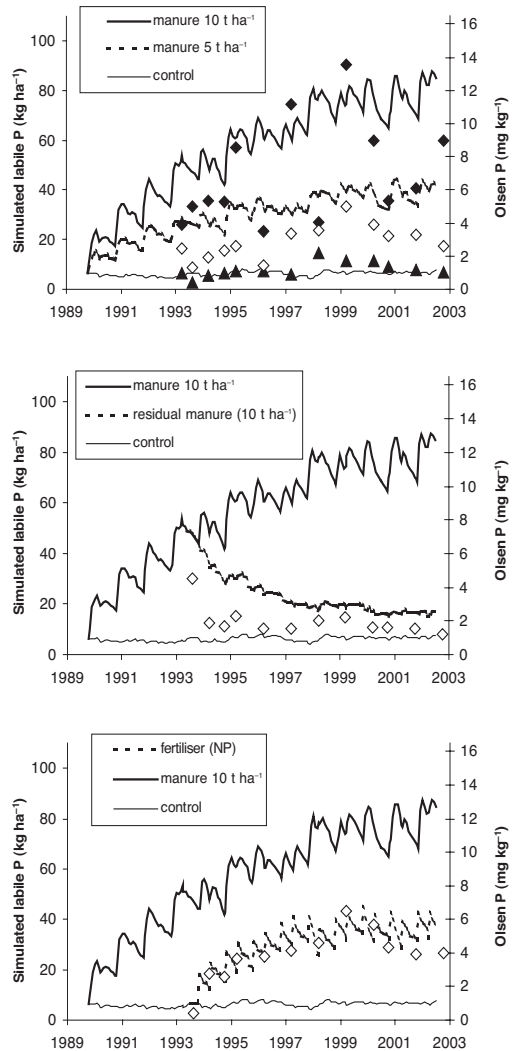 manure 10 t ha⁻¹
manure 5 t ha⁻¹
control
Simulated labile P (kg ha⁻¹)
100
80
60
40
20
0
16
14
12
10
8
6
4
2
0
Olsen P (mg kg⁻¹)
1989 1991 1993 1995 1997 1999 2001 2003
manure 10 t ha⁻¹
residual manure (10 t ha⁻¹)
control
Simulated labile P (kg ha⁻¹)
100
80
60
40
20
0
16
14
12
10
8
6
4
2
0
Olsen P (mg kg⁻¹)
1989 1991 1993 1995 1997 1999 2001 2003
fertiliser (NP)
manure 10 t ha⁻¹
control
Simulated labile P (kg ha⁻¹)
100
80
60
40
20
0
16
14
12
10
8
6
4
2
0
Olsen P (mg kg⁻¹)
1989 1991 1993 1995 1997 1999 2001 2003